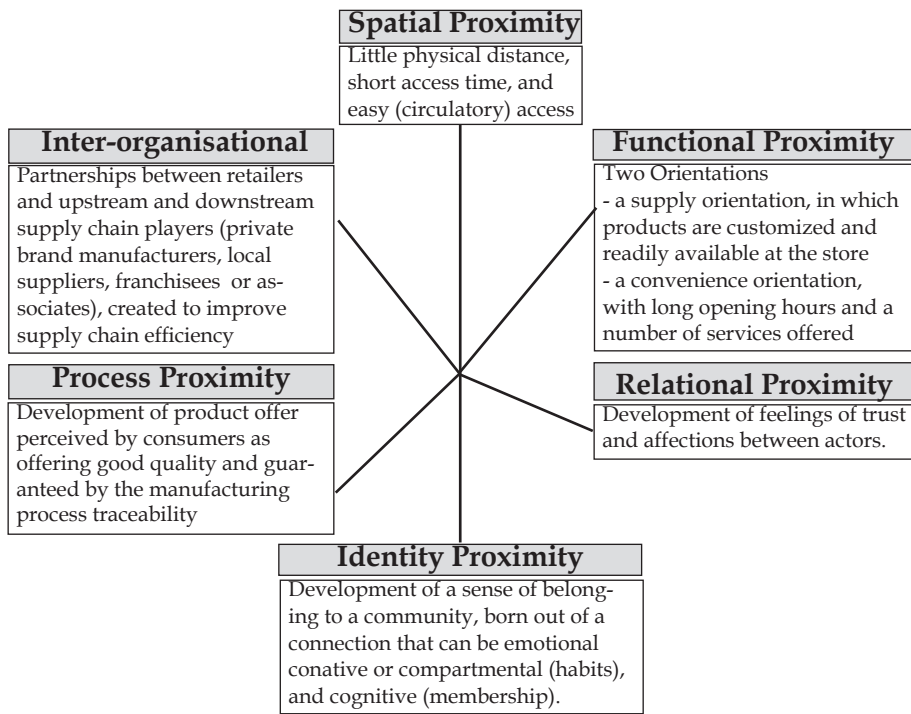 Spatial Proximity
Little physical distance,
short access time, and
easy (circulatory) access
Inter-organisational
Partnerships between retailers
and upstream and downstream
supply chain players (private
brand manufacturers, local
suppliers, franchisees or as-
sociates), created to improve
supply chain efficiency
Functional Proximity
Two Orientations
- a supply orientation, in which
products are customized and
readily available at the store
- a convenience orientation,
with long opening hours and a
number of services offered
Process Proximity
Development of product offer
perceived by consumers as
offering good quality and guar-
anteed by the manufacturing
process traceability
Relational Proximity
Development of feelings of trust
and affections between actors.
Identity Proximity
Development of a sense of belong-
ing to a community, born out of a
connection that can be emotional
conative or compartmental (habits),
and cognitive (membership).